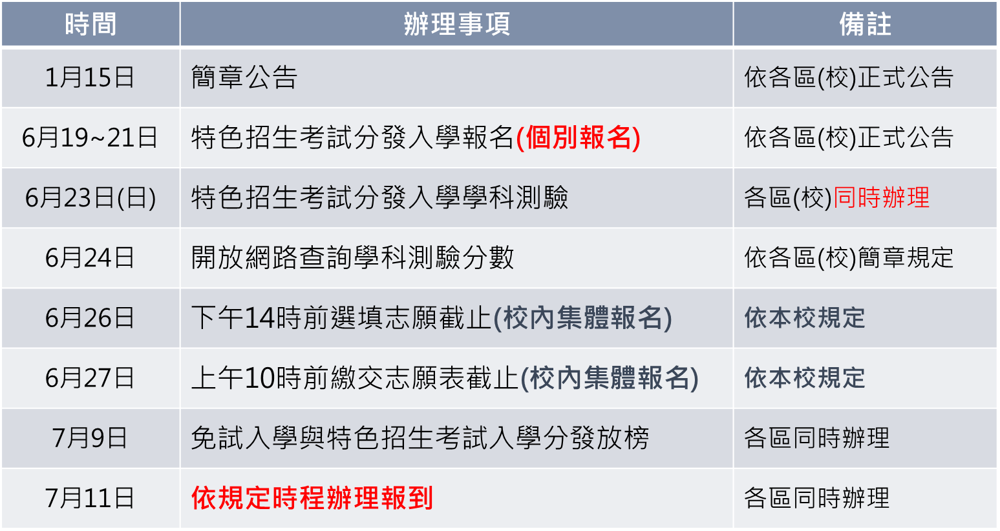 時間 辦理事項 備註
1月15日 簡章公告 依各區(校)正式公告
6月19~21日 特色招生考試分發入學報名(個別報名) 依各區(校)正式公告
6月23日(日) 特色招生考試分發入學學科測驗 各區(校)同時辦理
6月24日 開放網路查詢學科測驗分數 依各區(校)簡章規定
6月26日 下午14時前選填志願截止(校內集體報名) 依本校規定
6月27日 上午10時前繳交志願表截止(校內集體報名) 依本校規定
7月9日 免試入學與特色招生考試入學分發放榜 各區同時辦理
7月11日 依規定時程辦理報到 各區同時辦理